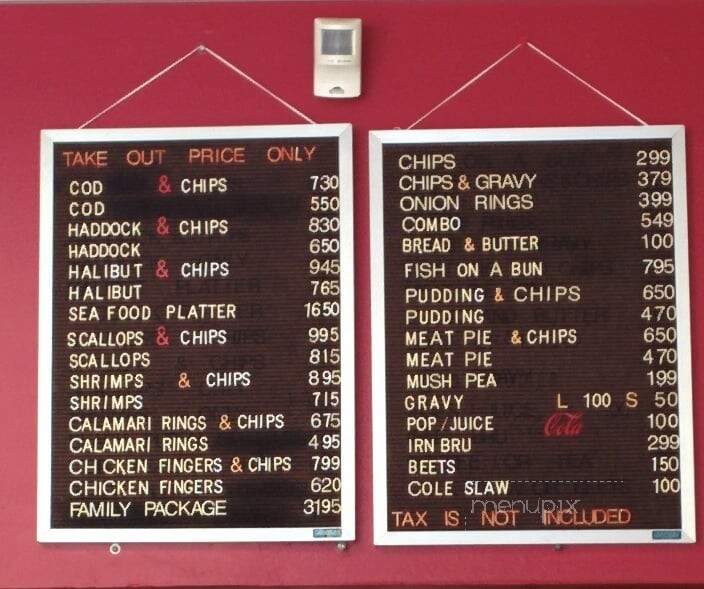 TAKE OUT PRICE ONLY
COD & CHIPS 730
COD 550
HADDOCK & CHIPS 830
HADDOCK 650
HALIBUT & CHIPS 945
HALIBUT 765
SEA FOOD PLATTER 1650
SCALLOPS & CHIPS 995
SCALLOPS 815
SHRIMPS & CHIPS 895
SHRIMPS 715
CALAMARI RINGS & CHIPS 675
CALAMARI RINGS 495
CHICKEN FINGERS & CHIPS 799
CHICKEN FINGERS 620
FAMILY PACKAGE 3195
CHIPS 299
CHIPS & GRAVY 379
ONION RINGS 399
COMBO 549
BREAD & BUTTER 100
FISH ON A BUN 795
PUDDING & CHIPS 650
PUDDING 470
MEAT PIE & CHIPS 650
MEAT PIE 470
MUSH PEA 199
GRAVY L 100 S 50
POP/JUICE Cola 100
IRN BRU 299
BEETS 150
COLE SLAW 100
menupix
TAX IS NOT INCLUDED